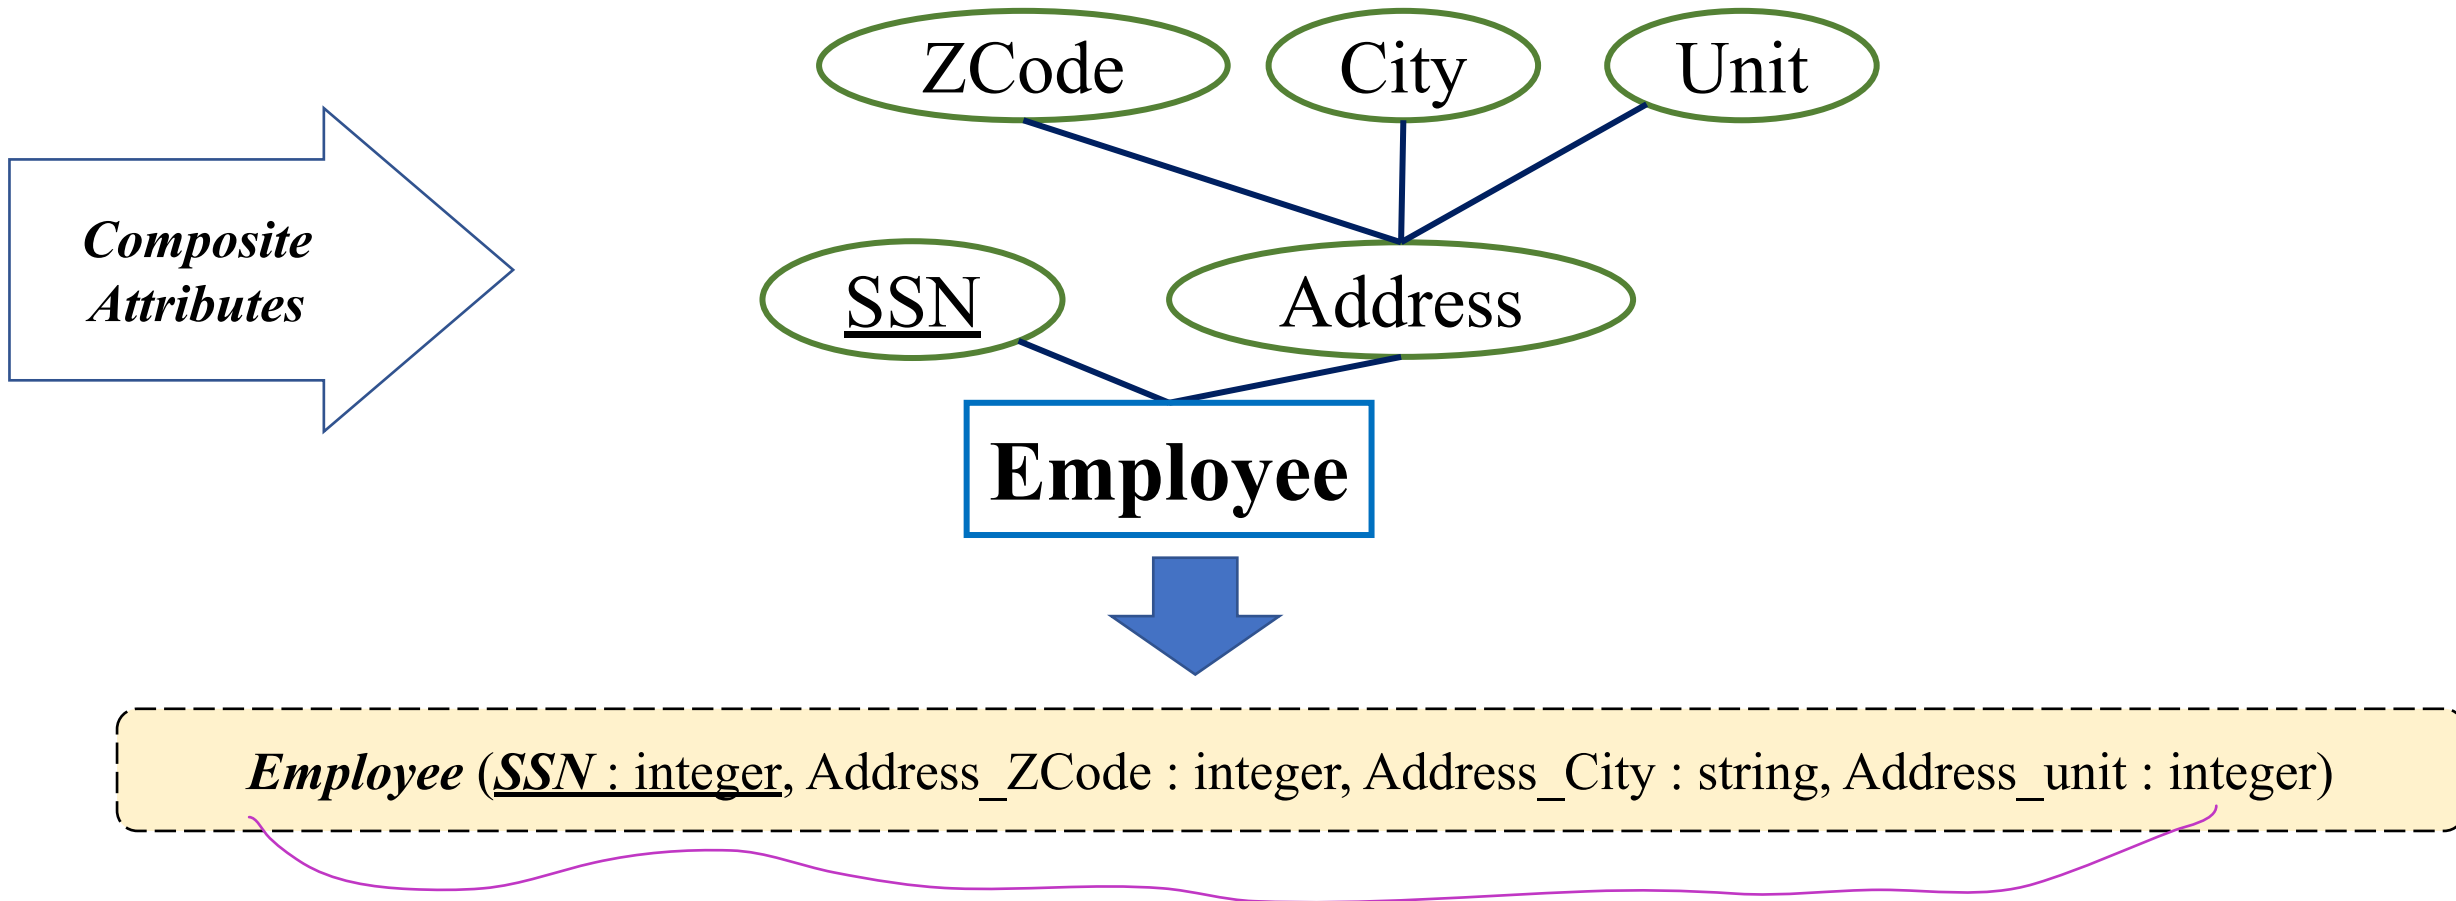 ZCode City Unit
Composite
Attributes
SSN Address
Employee
Employee (SSN : integer, Address_ZCode : integer, Address_City : string, Address_unit : integer)